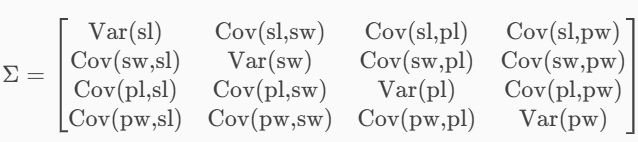 Var(sl) Cov(sl,sw) Cov(sl,pl) Cov(sl,pw)
Cov(sw,sl) Var(sw) Cov(sw,pl) Cov(sw,pw)
Σ = Cov(pl,sl) Cov(pl,sw) Var(pl) Cov(pl,pw)
Cov(pw,sl) Cov(pw,sw) Cov(pw,pl) Var(pw)